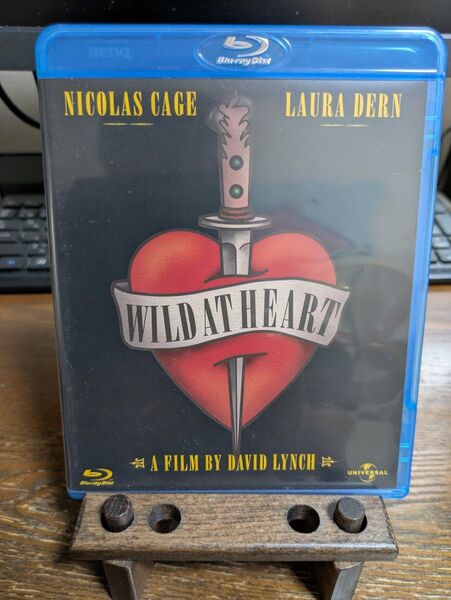 BenQ
Blu-ray Disc
NICOLAS CAGE LAURA DERN
WILD AT HEART
A FILM BY DAVID LYNCH
Blu-ray Disc
UNIVERSAL